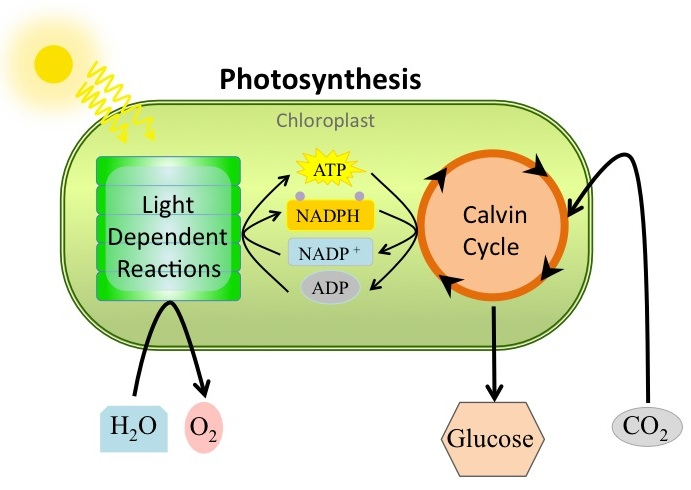 Photosynthesis
Chloroplast
Light
Dependent
Reactions
ATP
NADPH
NADP⁺
ADP
Calvin
Cycle
H₂O
O₂
Glucose
CO₂